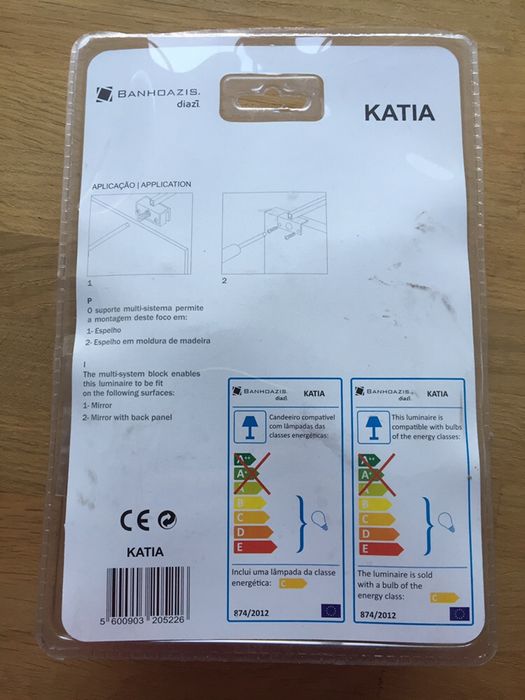 BANHOAZIS®
diazi
KATIA
APLICAÇÃO | APPLICATION
1
2
P
O suporte multi-sistema permite
a montagem deste foco em:
1- Espelho
2- Espelho em moldura de madeira
I
The multi-system block enables
this luminaire to be fit
on the following surfaces:
1- Mirror
2- Mirror with back panel
BANHOAZIS® KATIA
diazi
Candeeiro compatível
com lâmpadas das
classes energéticas:
A++
A+
A
B
C
D
E
Inclui uma lâmpada da classe
energética: C
874/2012
BANHOAZIS® KATIA
diazi
This luminaire is
compatible with bulbs
of the energy classes:
A++
A+
A
B
C
D
E
The luminaire is sold
with a bulb of the
energy class: C
874/2012
CE
KATIA
5 600903 205226